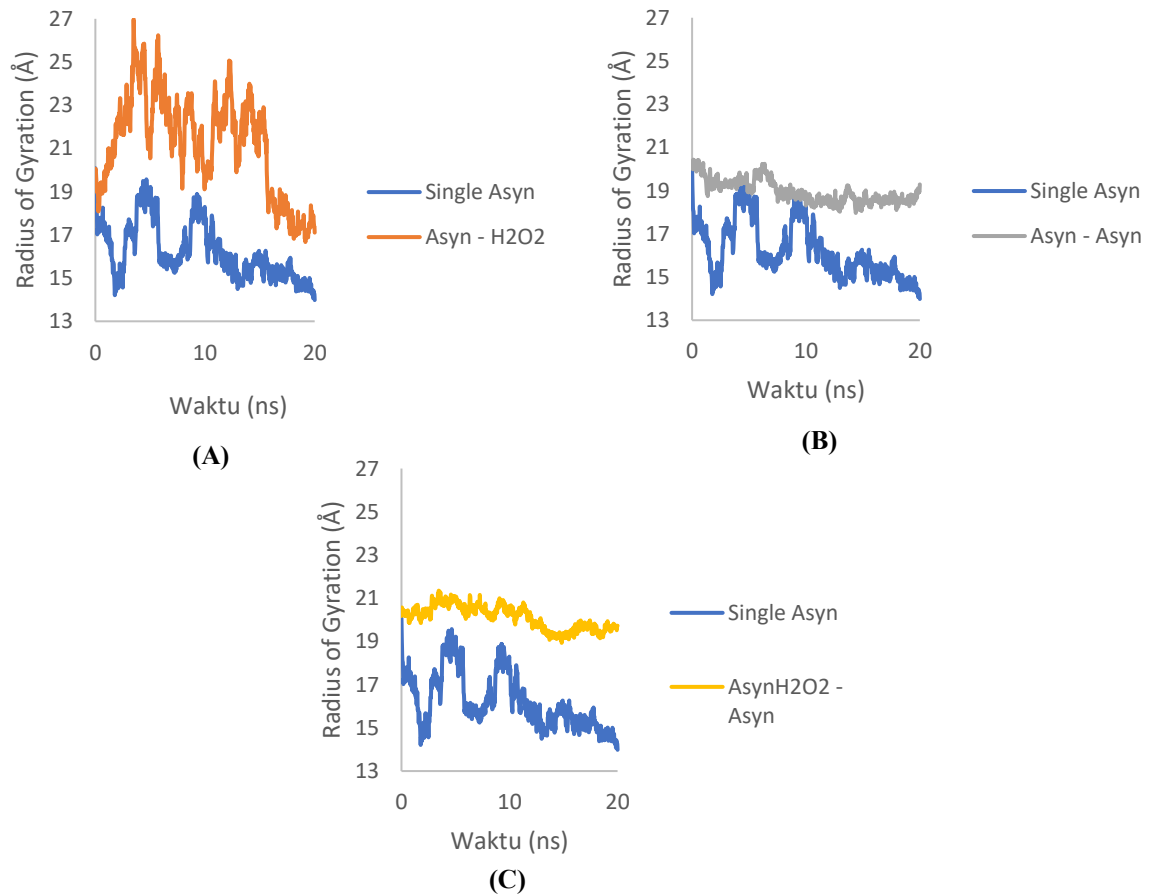 27
25
23
21
19
17
15
13
Radius of Gyration (Å)
0
10
20
Waktu (ns)
Single Asyn
Asyn - H2O2
(A)
27
25
23
21
19
17
15
13
Radius of Gyration (Å)
0
10
20
Waktu (ns)
Single Asyn
Asyn - Asyn
(B)
27
25
23
21
19
17
15
13
Radius of Gyration (Å)
0
10
20
Waktu (ns)
Single Asyn
AsynH2O2 -
Asyn
(C)